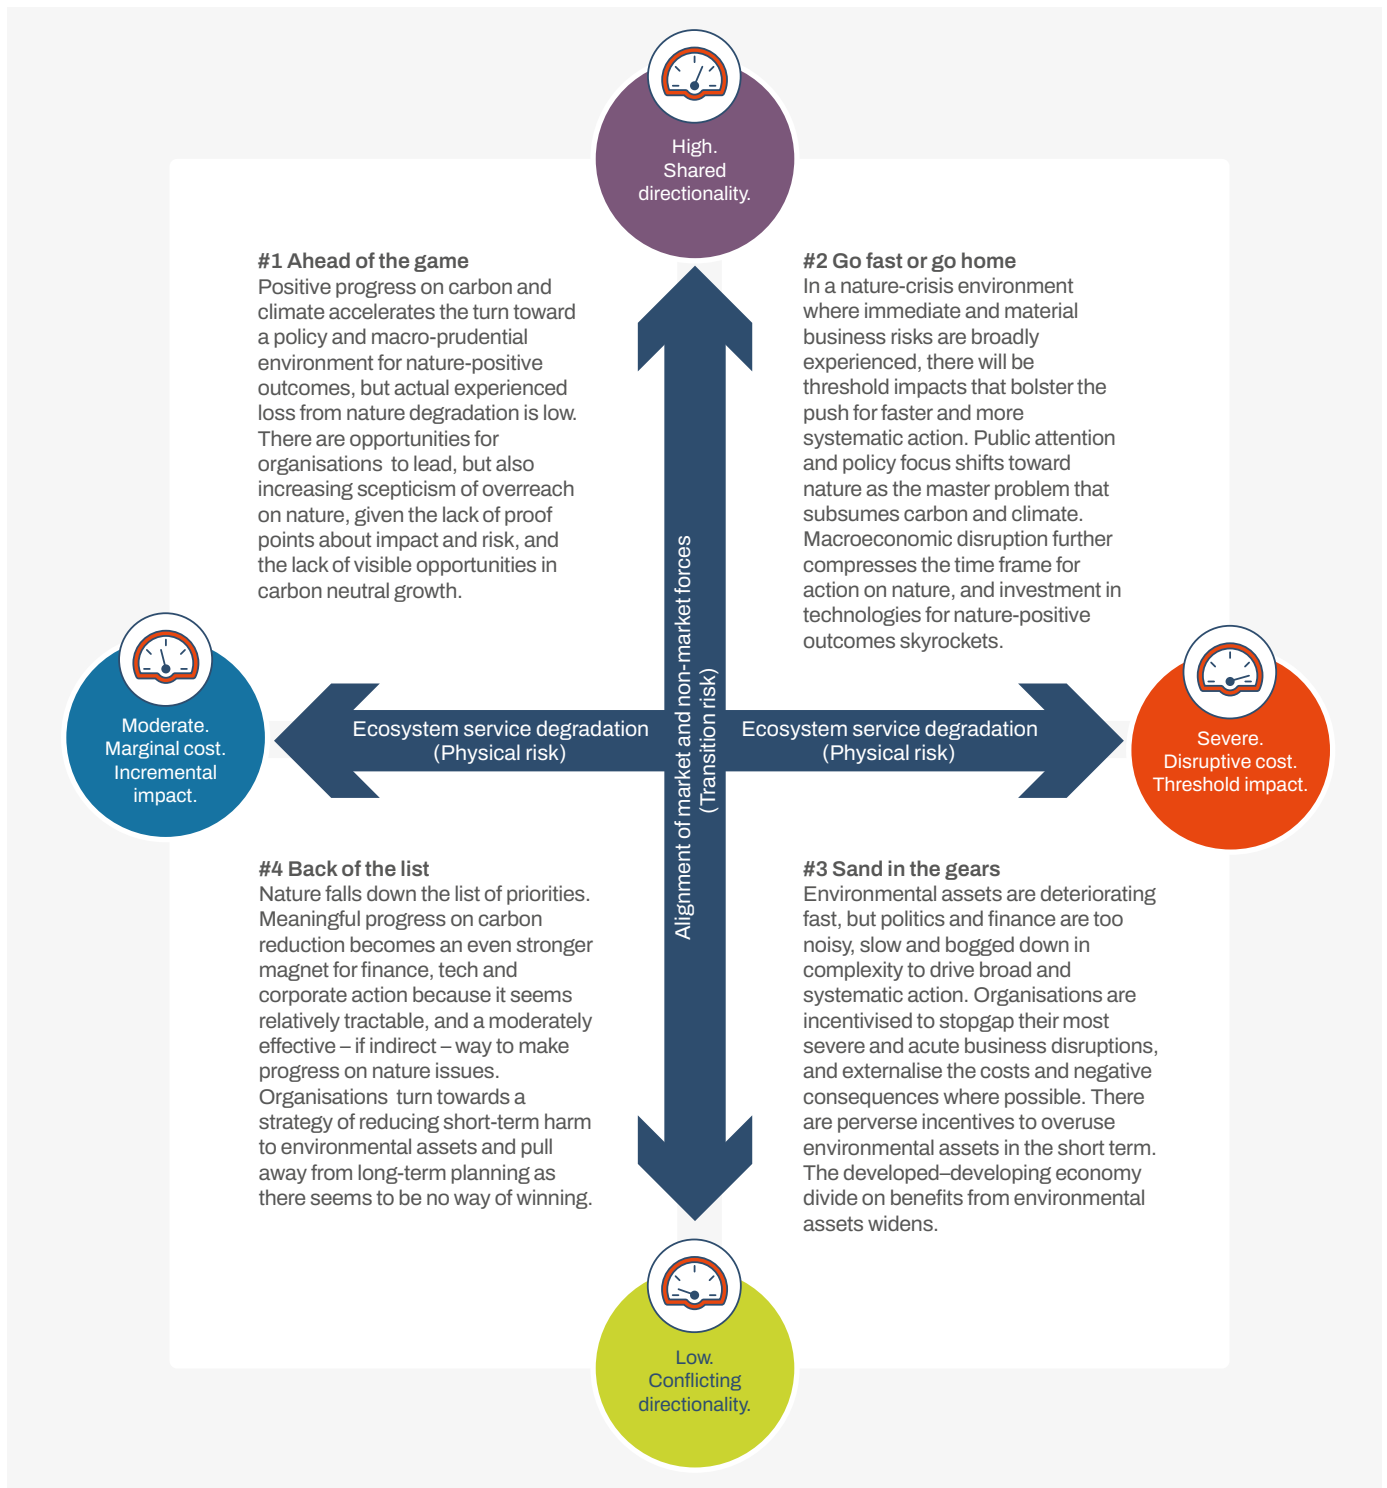 High.
Shared
directionality.
#1 Ahead of the game
Positive progress on carbon and
climate accelerates the turn toward
a policy and macro-prudential
environment for nature-positive
outcomes, but actual experienced
loss from nature degradation is low.
There are opportunities for
organisations to lead, but also
increasing scepticism of overreach
on nature, given the lack of proof
points about impact and risk, and
the lack of visible opportunities in
carbon neutral growth.
#2 Go fast or go home
In a nature-crisis environment
where immediate and material
business risks are broadly
experienced, there will be
threshold impacts that bolster the
push for faster and more
systematic action. Public attention
and policy focus shifts toward
nature as the master problem that
subsumes carbon and climate.
Macroeconomic disruption further
compresses the time frame for
action on nature, and investment in
technologies for nature-positive
outcomes skyrockets.
Moderate.
Marginal cost.
Incremental
impact.
Ecosystem service degradation
(Physical risk)
Alignment of market and non-market forces
(Transition risk)
Ecosystem service degradation
(Physical risk)
Severe.
Disruptive cost.
Threshold impact.
#4 Back of the list
Nature falls down the list of priorities.
Meaningful progress on carbon
reduction becomes an even stronger
magnet for finance, tech and
corporate action because it seems
relatively tractable, and a moderately
effective – if indirect – way to make
progress on nature issues.
Organisations turn towards a
strategy of reducing short-term harm
to environmental assets and pull
away from long-term planning as
there seems to be no way of winning.
#3 Sand in the gears
Environmental assets are deteriorating
fast, but politics and finance are too
noisy, slow and bogged down in
complexity to drive broad and
systematic action. Organisations are
incentivised to stopgap their most
severe and acute business disruptions,
and externalise the costs and negative
consequences where possible. There
are perverse incentives to overuse
environmental assets in the short term.
The developed–developing economy
divide on benefits from environmental
assets widens.
Low.
Conflicting
directionality.